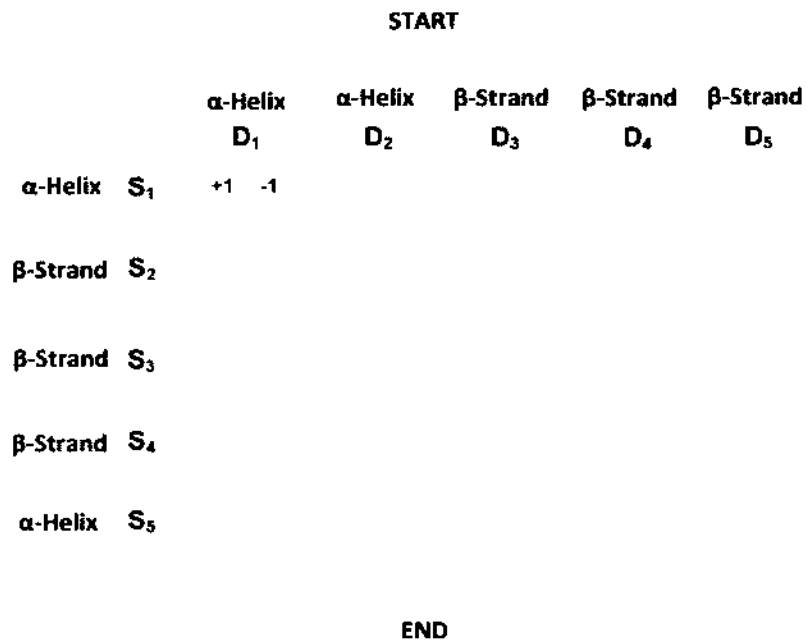 START
α-Helix α-Helix β-Strand β-Strand β-Strand
D₁ D₂ D₃ D₄ D₅
α-Helix S₁ +1 -1
β-Strand S₂
β-Strand S₃
β-Strand S₄
α-Helix S₅
END